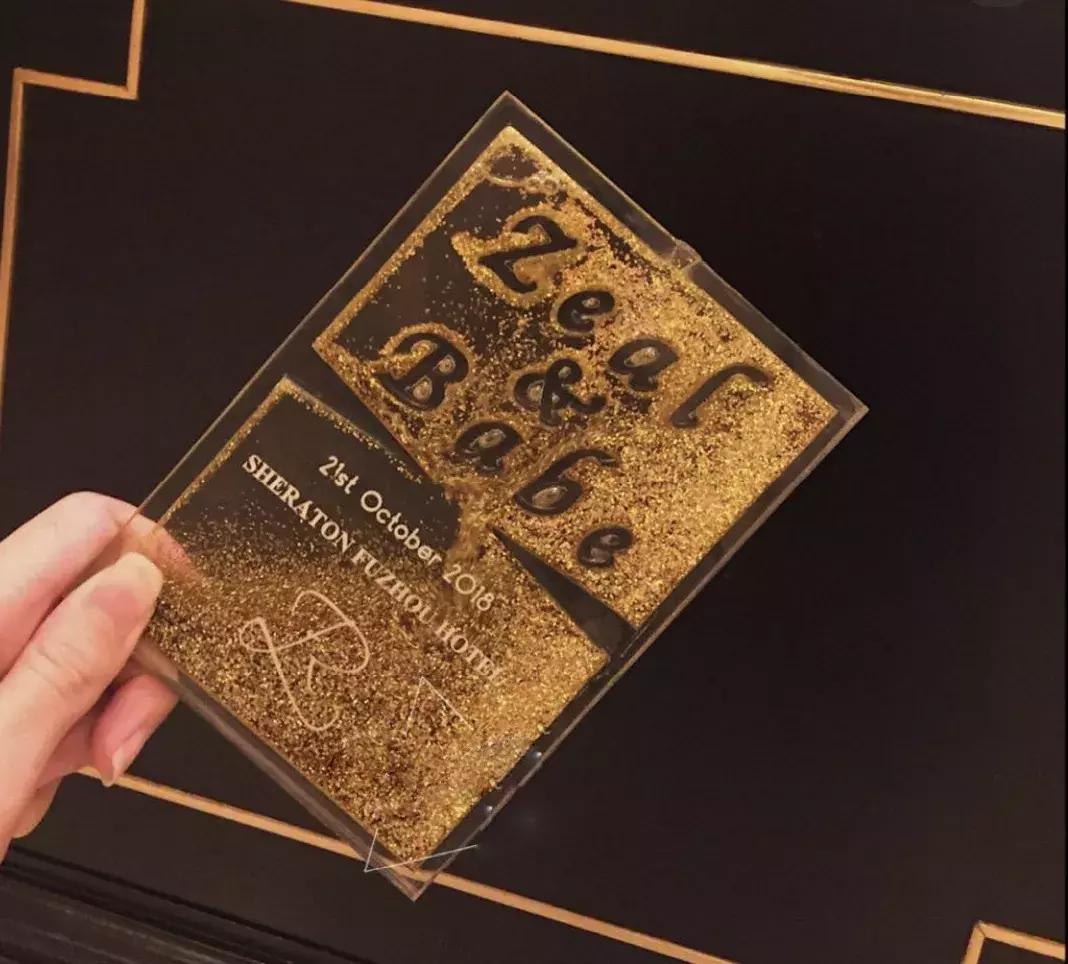 Zeal
&
Babe
21st October 2018
SHERATON FUZHOU HOTEL
R